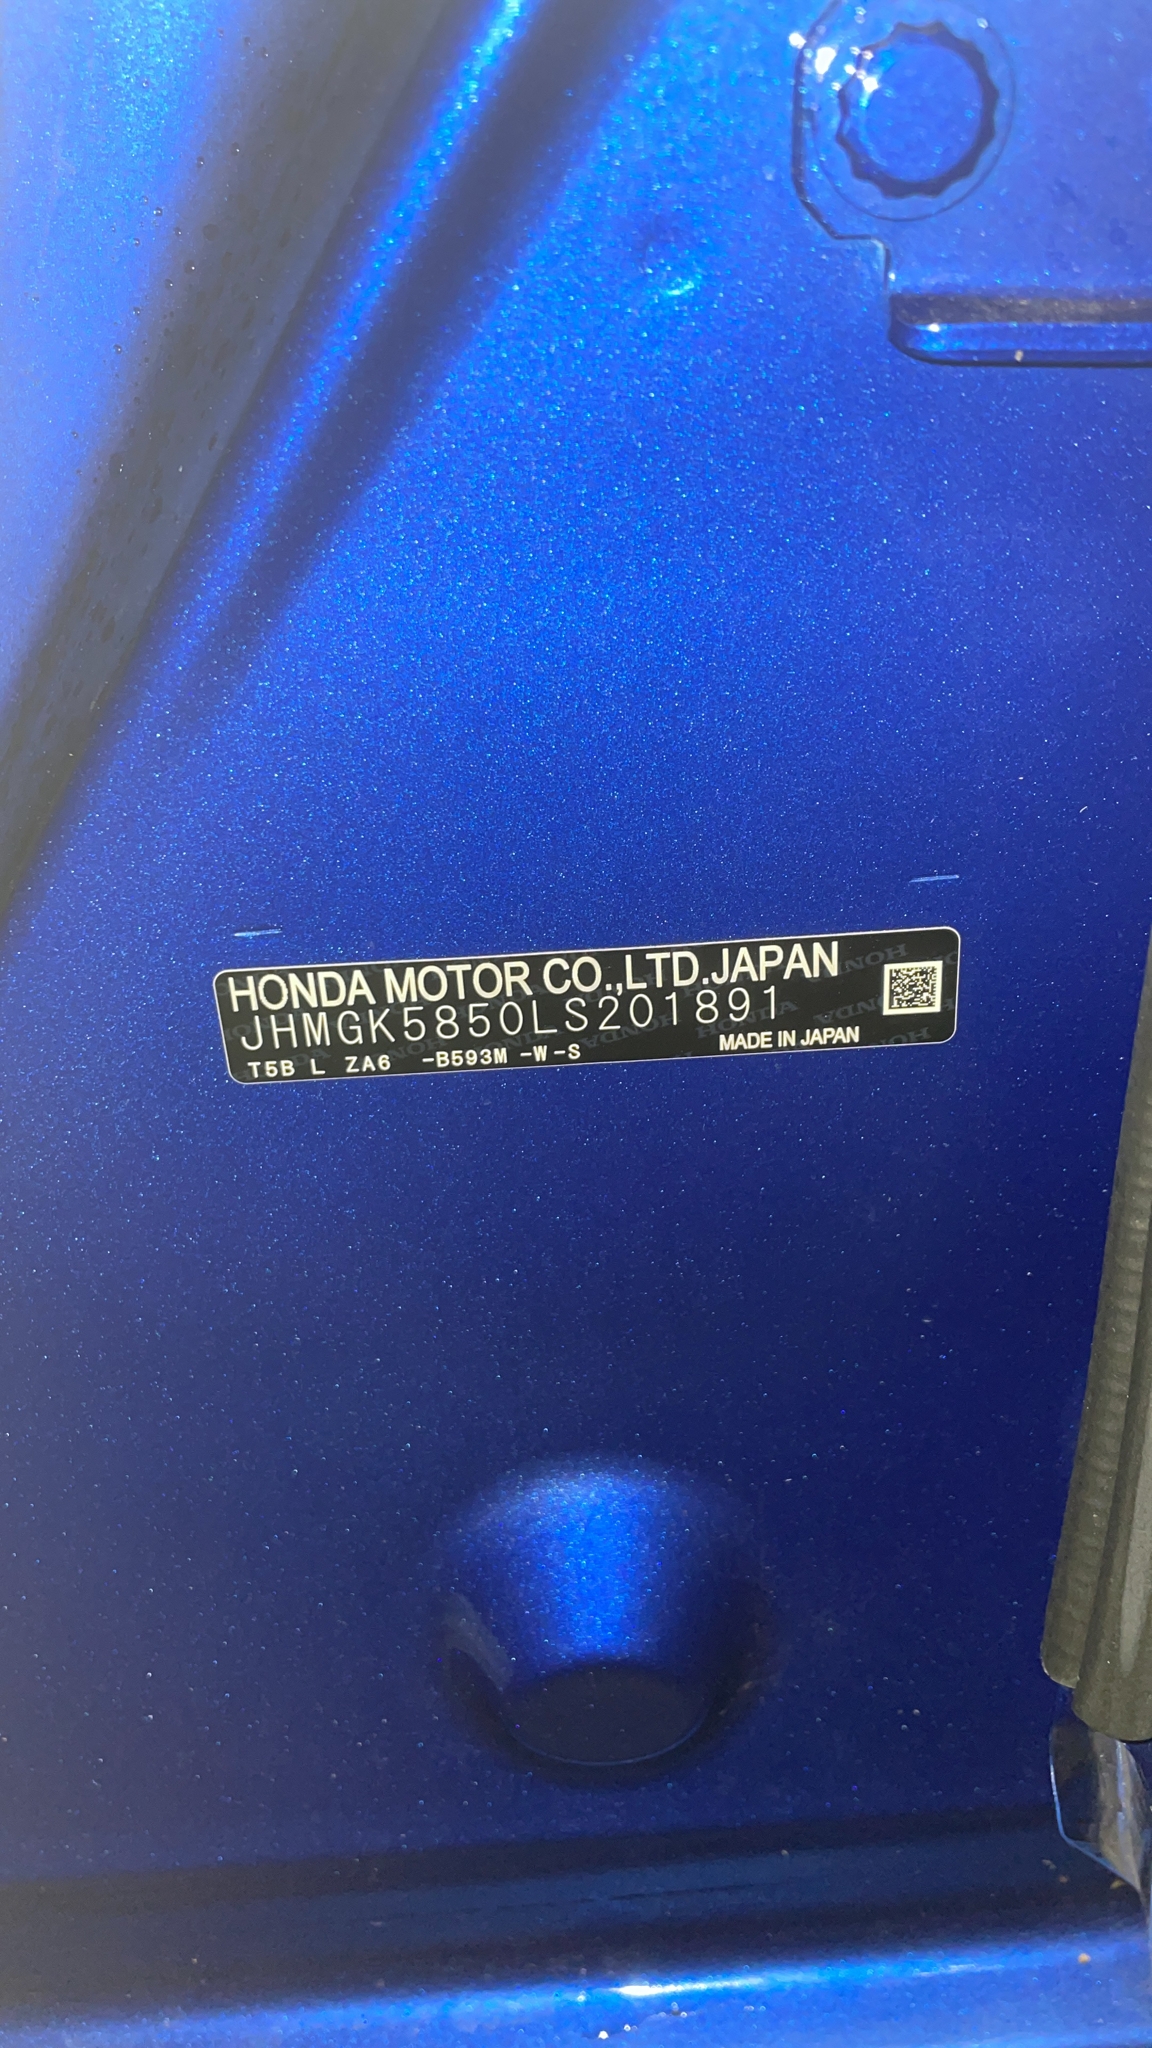 HONDA MOTOR CO.,LTD.JAPAN
JHMGK5850LS201891
T5B L ZA6 -B593M -W -S MADE IN JAPAN